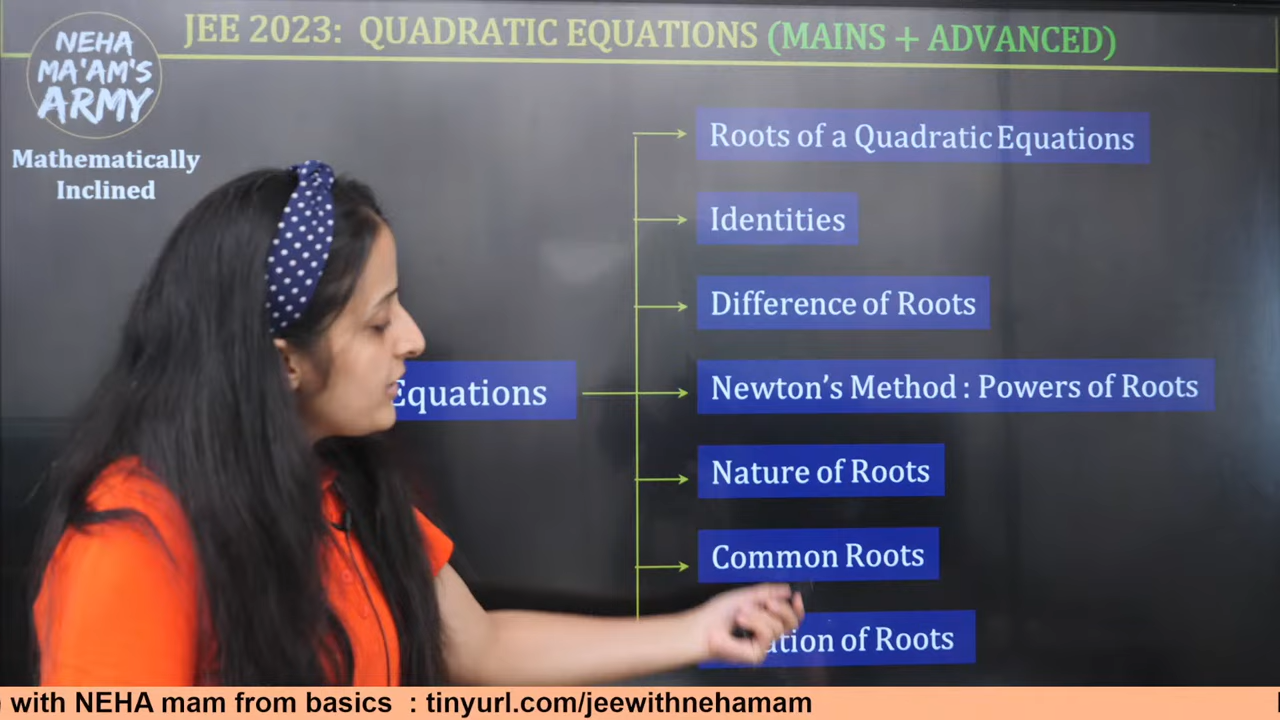 JEE 2023: QUADRATIC EQUATIONS (MAINS + ADVANCED)
NEHA
MA'AM'S
ARMY
Mathematically
Inclined
Roots of a Quadratic Equations
Identities
Difference of Roots
Equations
Newton's Method : Powers of Roots
Nature of Roots
Common Roots
of Roots
with NEHA mam from basics : tinyurl.com/jeewithnehamam